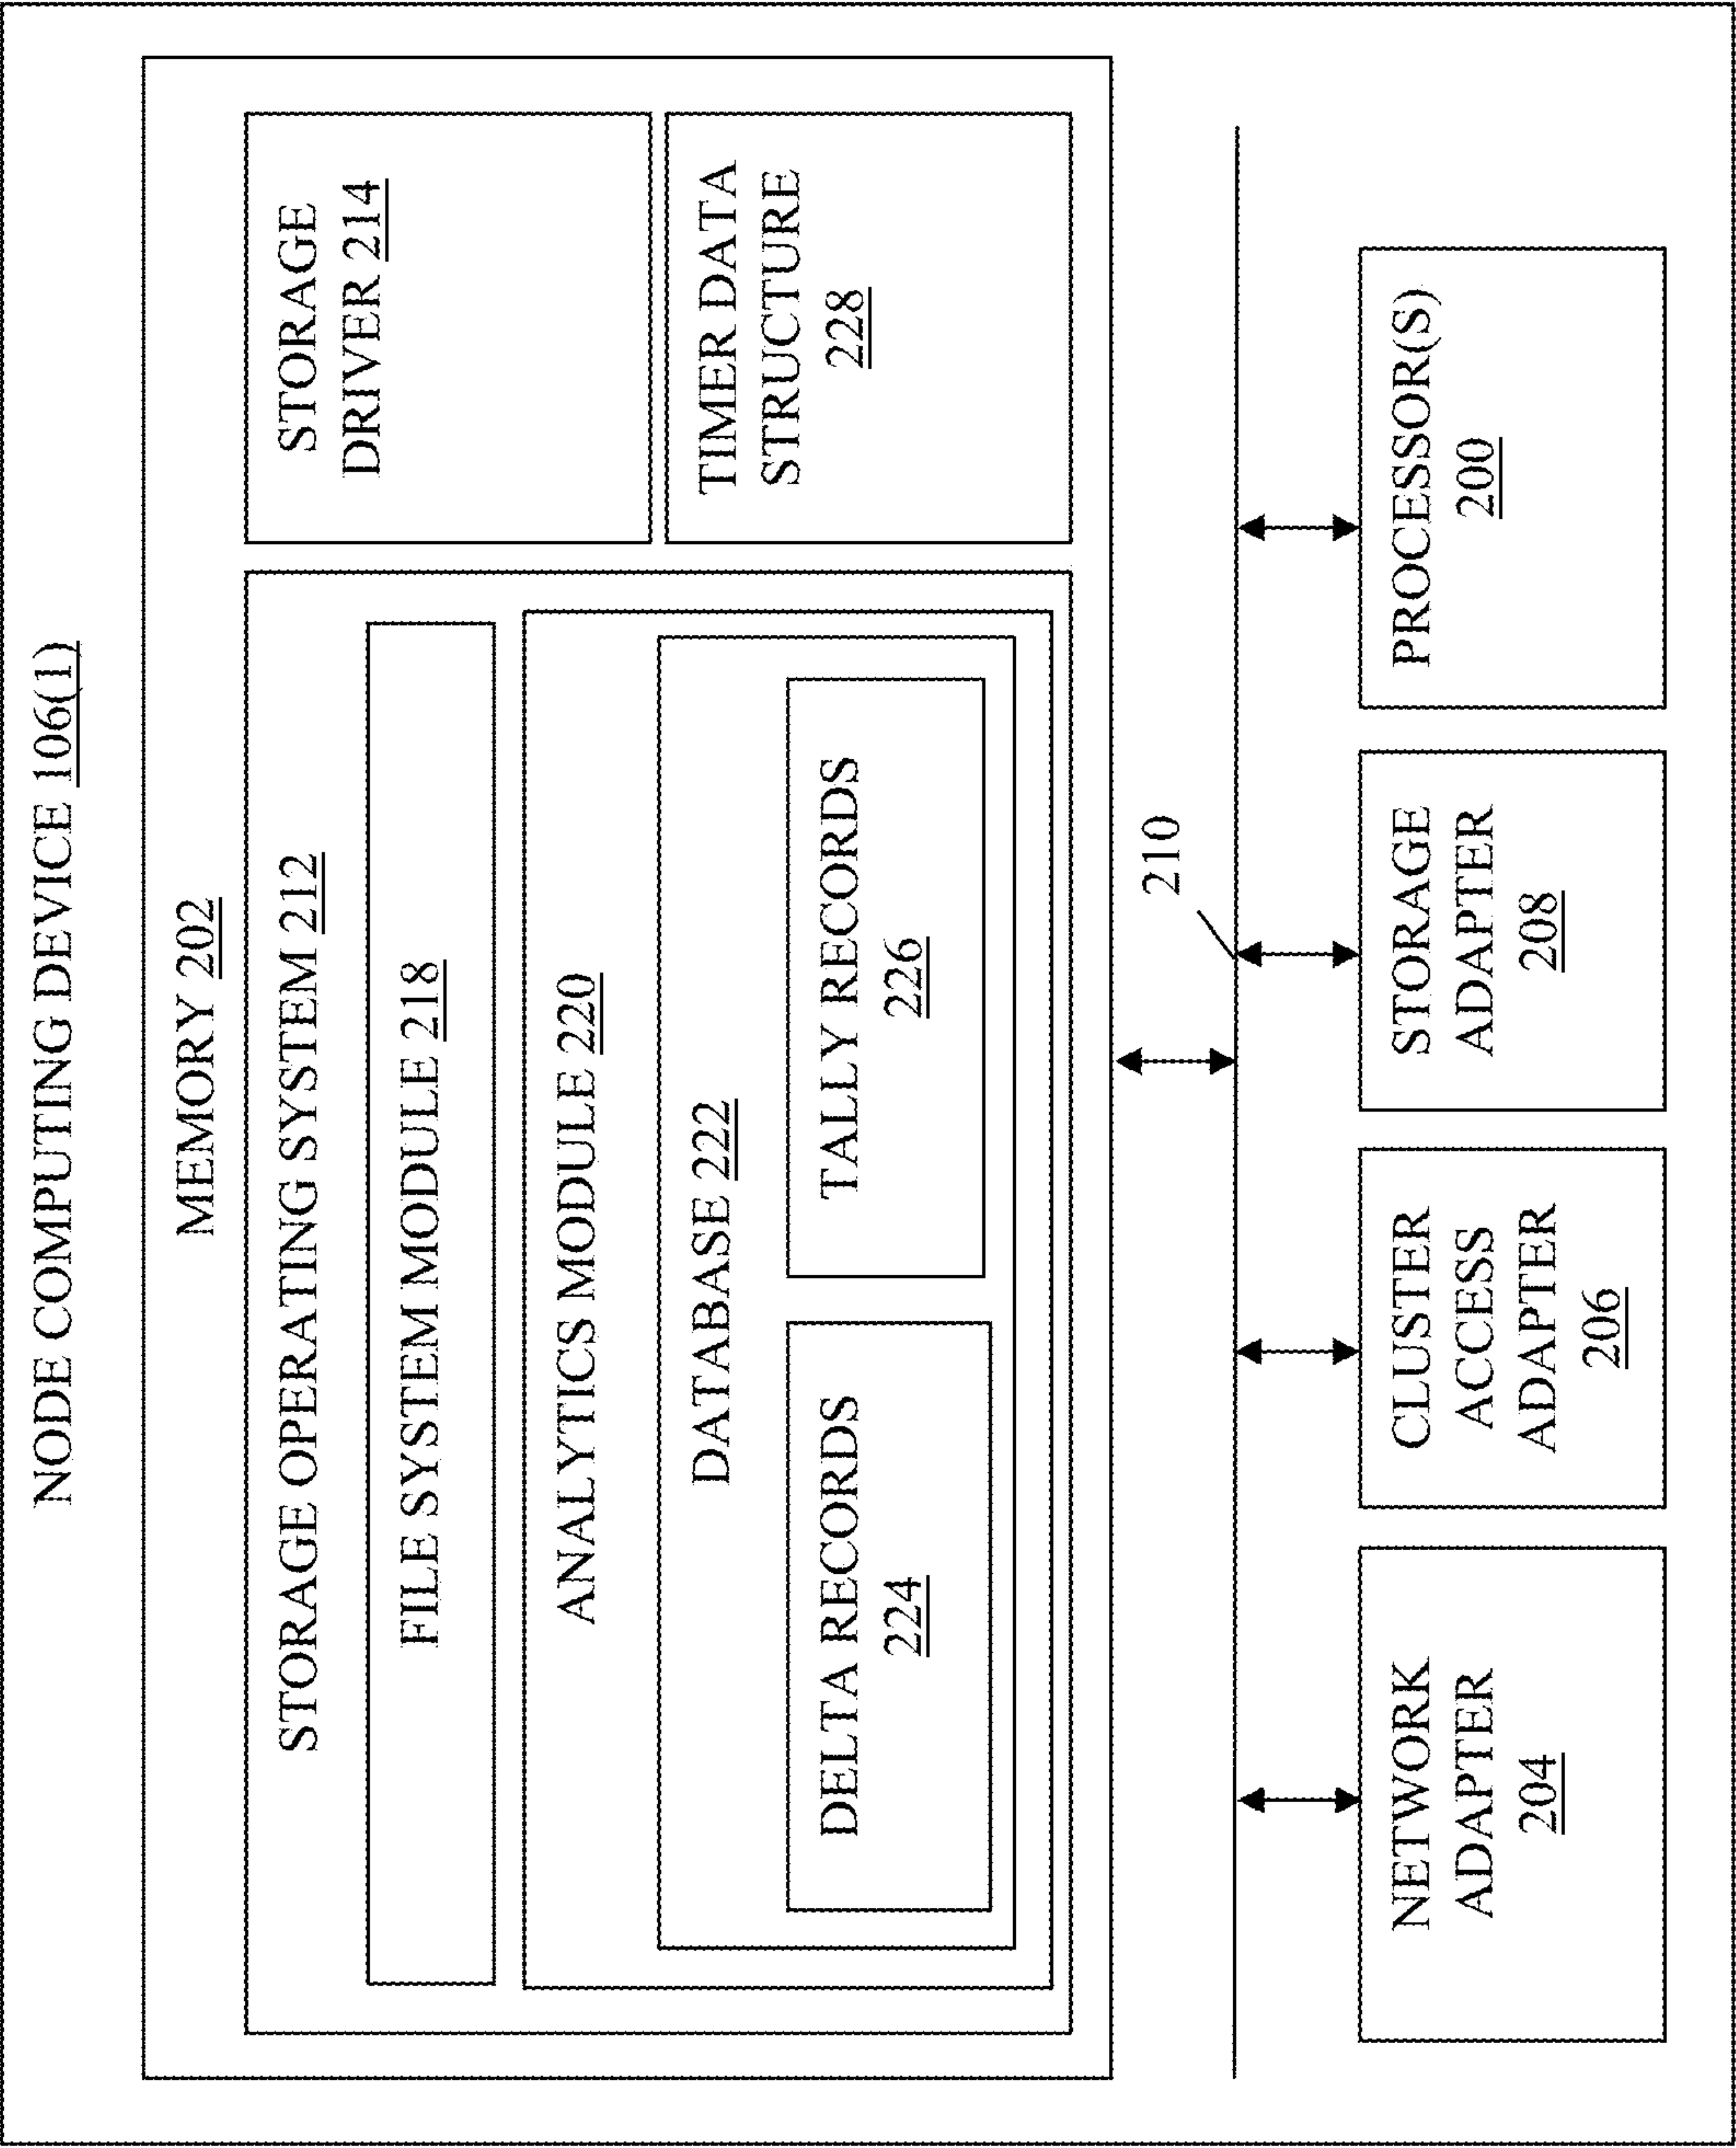 NODE COMPUTING DEVICE 106(1)
MEMORY 202
STORAGE OPERATING SYSTEM 212
FILE SYSTEM MODULE 218
ANALYTICS MODULE 220
DATABASE 222
DELTA RECORDS
224
TALLY RECORDS
226
STORAGE
DRIVER 214
TIMER DATA
STRUCTURE
228
210
NETWORK
ADAPTER
204
CLUSTER
ACCESS
ADAPTER
206
STORAGE
ADAPTER
208
PROCESSOR(S)
200